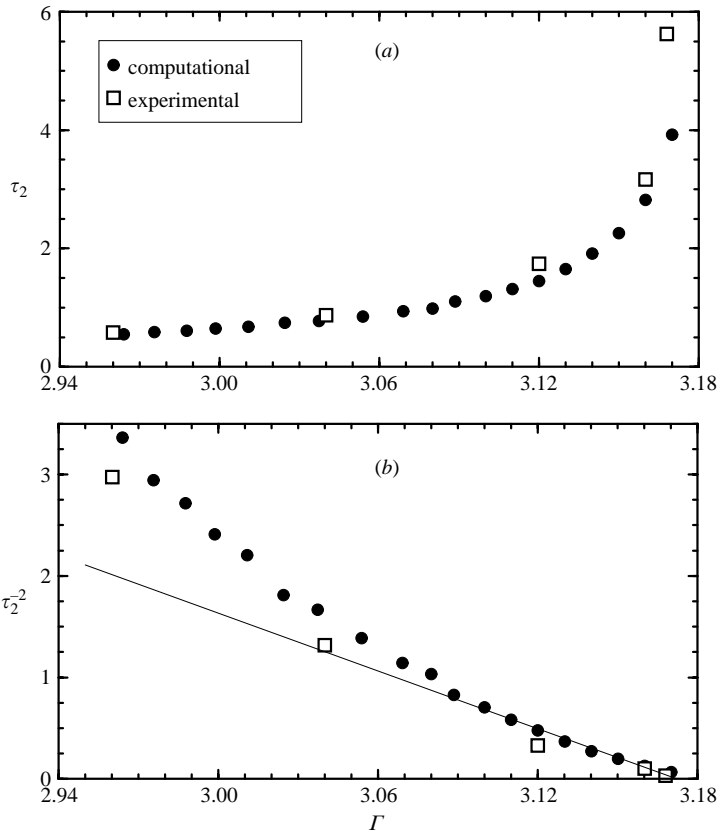 6
(a)
computational
experimental
4
τ₂
2
0
2.94 3.00 3.06 3.12 3.18
(b)
3
2
τ₂⁻²
1
0
2.94 3.00 3.06 3.12 3.18
Γ